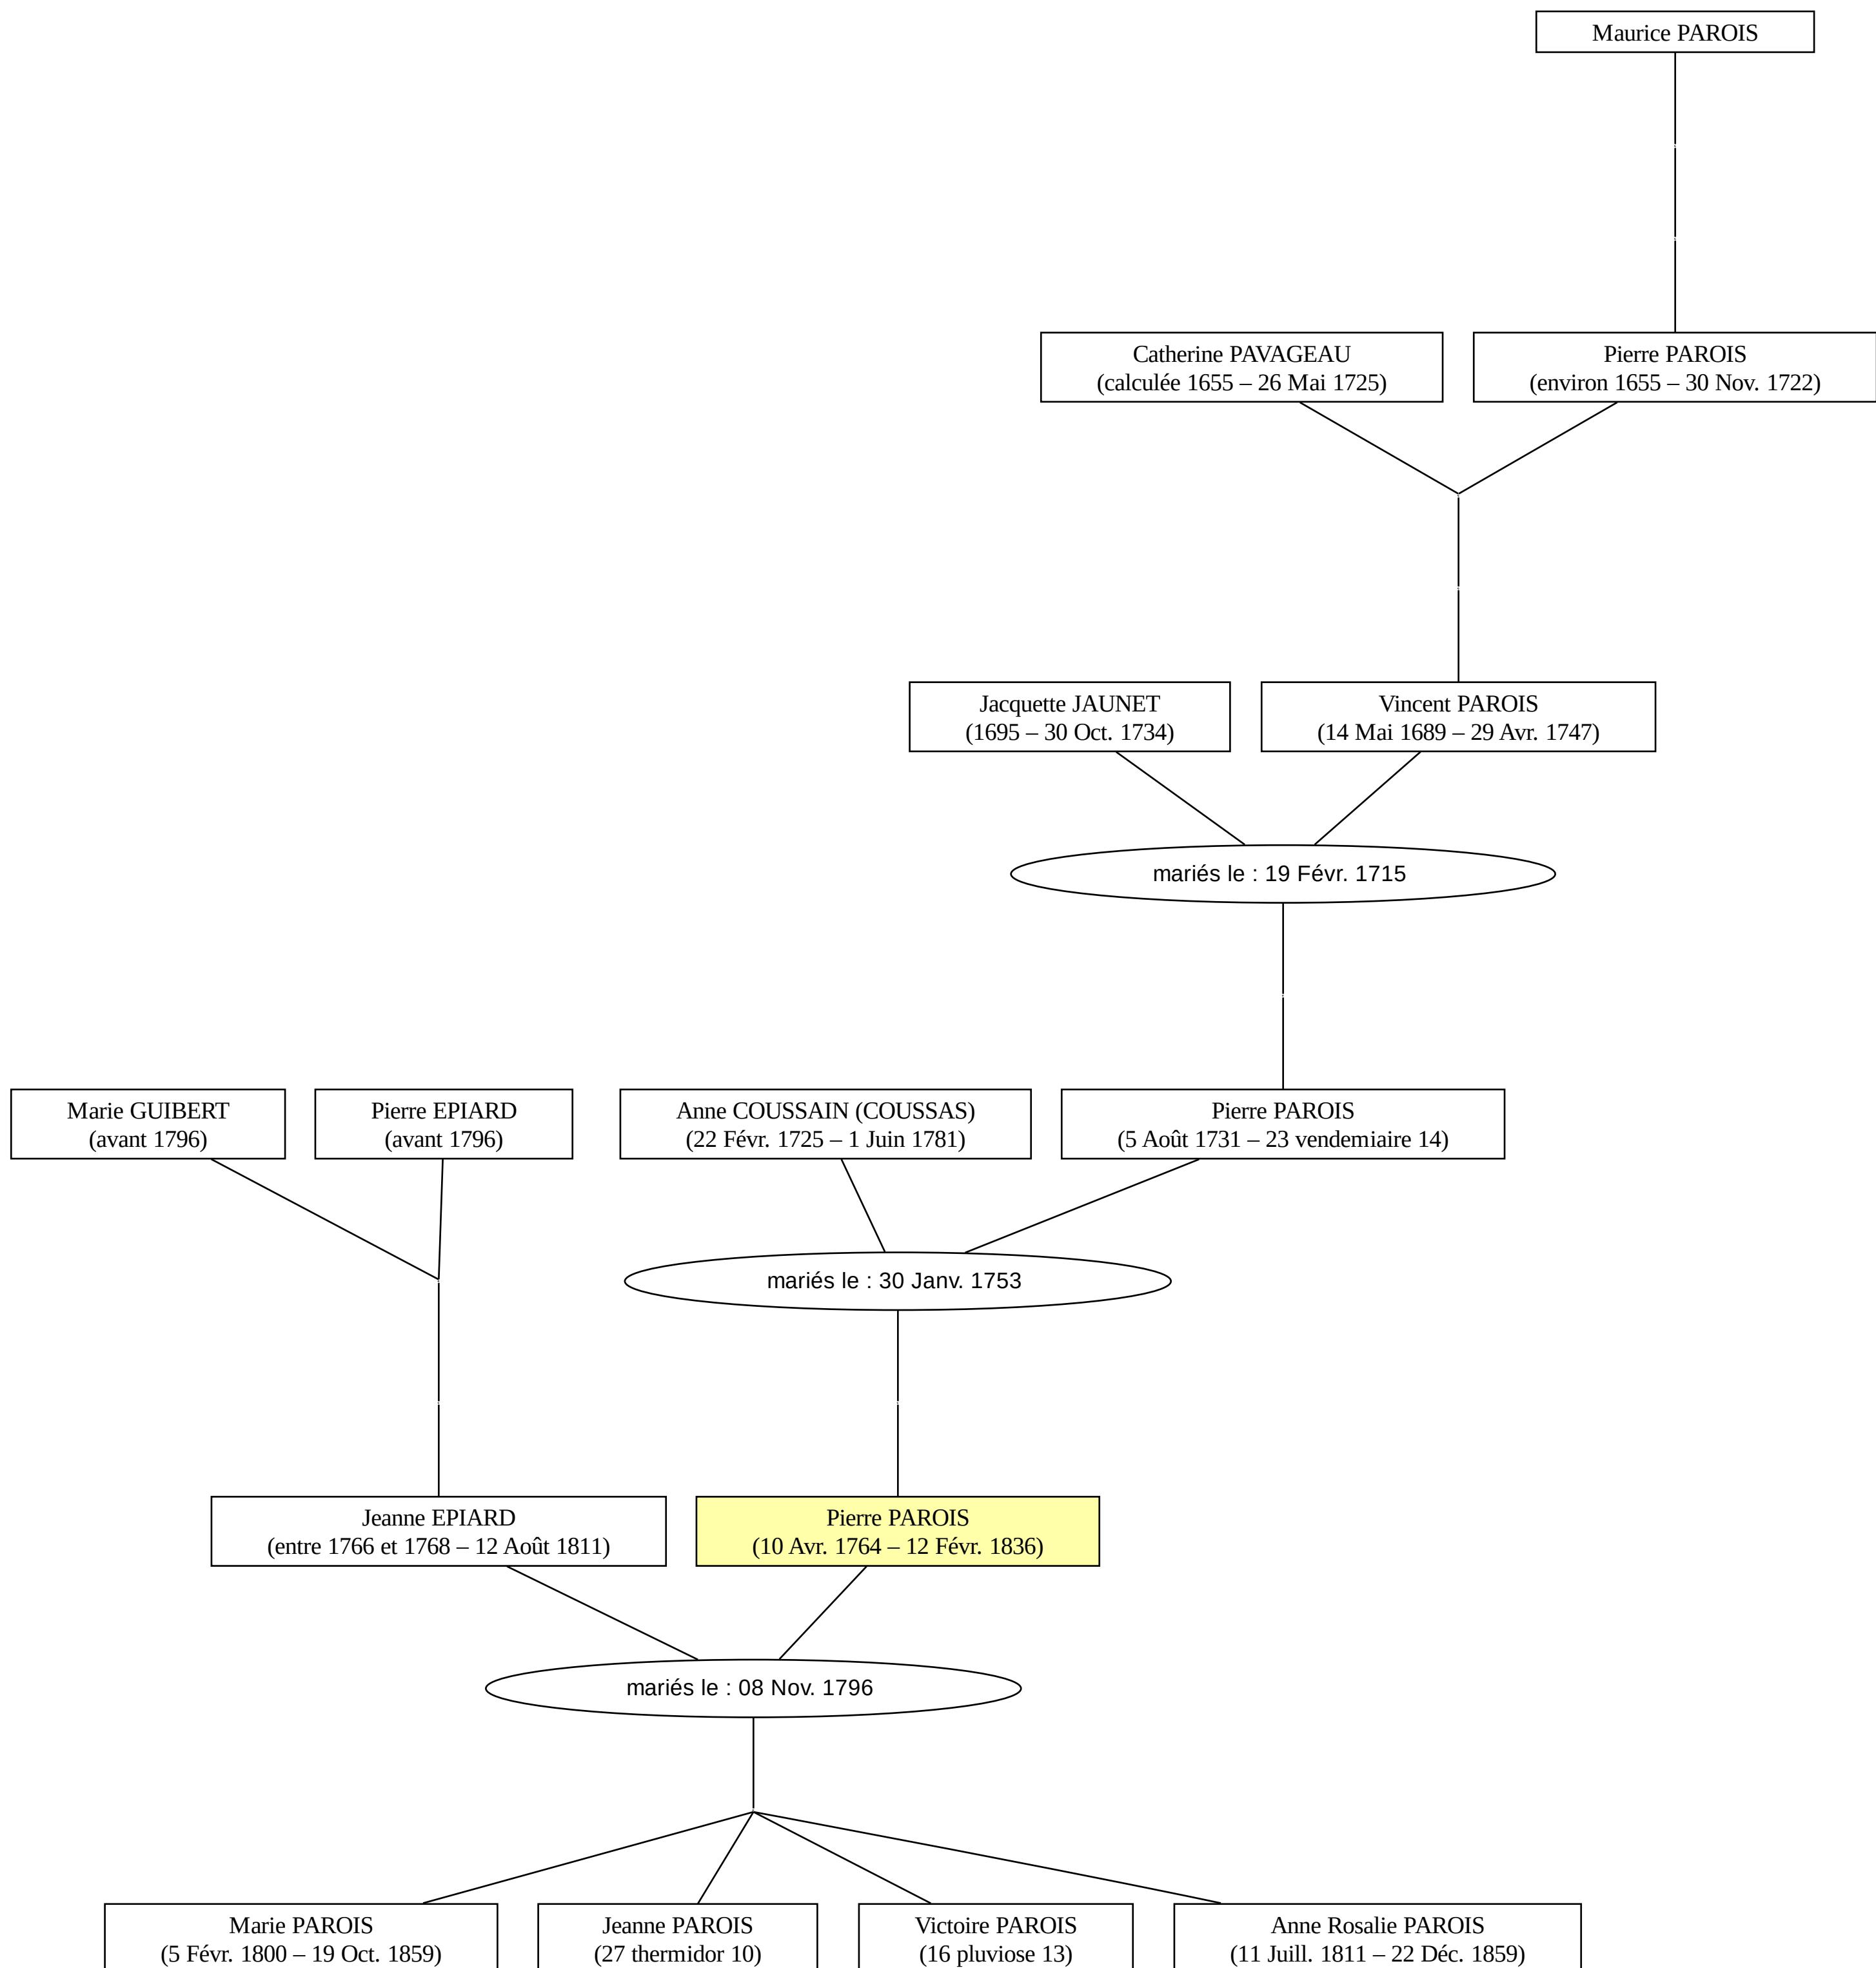 Maurice PAROIS
Catherine PAVAGEAU
(calculée 1655 – 26 Mai 1725)
Pierre PAROIS
(environ 1655 – 30 Nov. 1722)
Jacquette JAUNET
(1695 – 30 Oct. 1734)
Vincent PAROIS
(14 Mai 1689 – 29 Avr. 1747)
mariés le : 19 Févr. 1715
Marie GUIBERT
(avant 1796)
Pierre EPIARD
(avant 1796)
Anne COUSSAIN (COUSSAS)
(22 Févr. 1725 – 1 Juin 1781)
Pierre PAROIS
(5 Août 1731 – 23 vendemiaire 14)
mariés le : 30 Janv. 1753
Jeanne EPIARD
(entre 1766 et 1768 – 12 Août 1811)
Pierre PAROIS
(10 Avr. 1764 – 12 Févr. 1836)
mariés le : 08 Nov. 1796
Marie PAROIS
(5 Févr. 1800 – 19 Oct. 1859)
Jeanne PAROIS
(27 thermidor 10)
Victoire PAROIS
(16 pluviose 13)
Anne Rosalie PAROIS
(11 Juill. 1811 – 22 Déc. 1859)